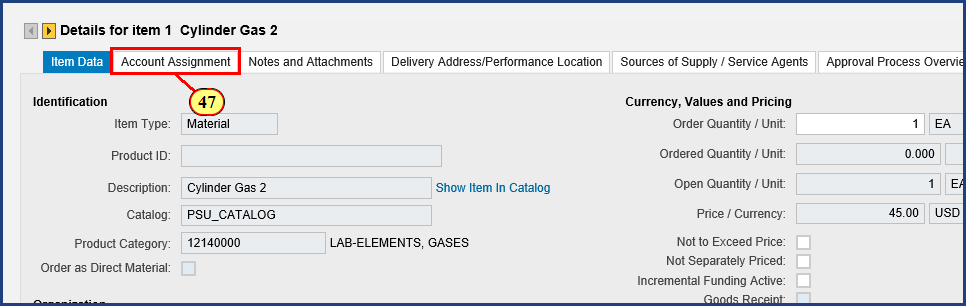 Details for item 1 Cylinder Gas 2
Item Data Account Assignment Notes and Attachments Delivery Address/Performance Location Sources of Supply / Service Agents Approval Process Overvie
47
Identification
Item Type: Material
Product ID:
Description: Cylinder Gas 2 Show Item In Catalog
Catalog: PSU_CATALOG
Product Category: 12140000 LAB-ELEMENTS, GASES
Order as Direct Material:
Organization
Currency, Values and Pricing
Order Quantity / Unit: 1 EA
Ordered Quantity / Unit: 0.000
Open Quantity / Unit: 1 EA
Price / Currency: 45.00 USD
Not to Exceed Price:
Not Separately Priced:
Incremental Funding Active:
Goods Receipt: